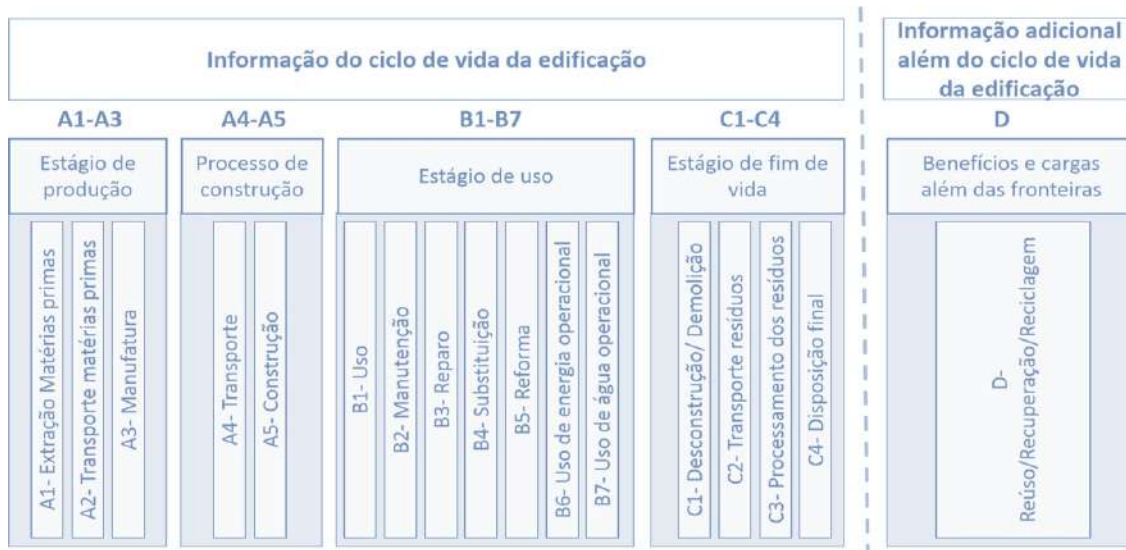 Informação do ciclo de vida da edificação
Informação adicional
além do ciclo de vida
da edificação
A1-A3
A4-A5
B1-B7
C1-C4
D
Estágio de
produção
Processo de
construção
Estágio de uso
Estágio de fim de
vida
Benefícios e cargas
além das fronteiras
A1- Extração Matérias primas
A2- Transporte matérias primas
A3- Manufatura
A4- Transporte
A5- Construção
B1- Uso
B2- Manutenção
B3- Reparo
B4- Substituição
B5- Reforma
B6- Uso de energia operacional
B7- Uso de água operacional
C1- Desconstrução/ Demolição
C2- Transporte resíduos
C3- Processamento dos resíduos
C4- Disposição final
D-
Reúso/Recuperação/Reciclagem